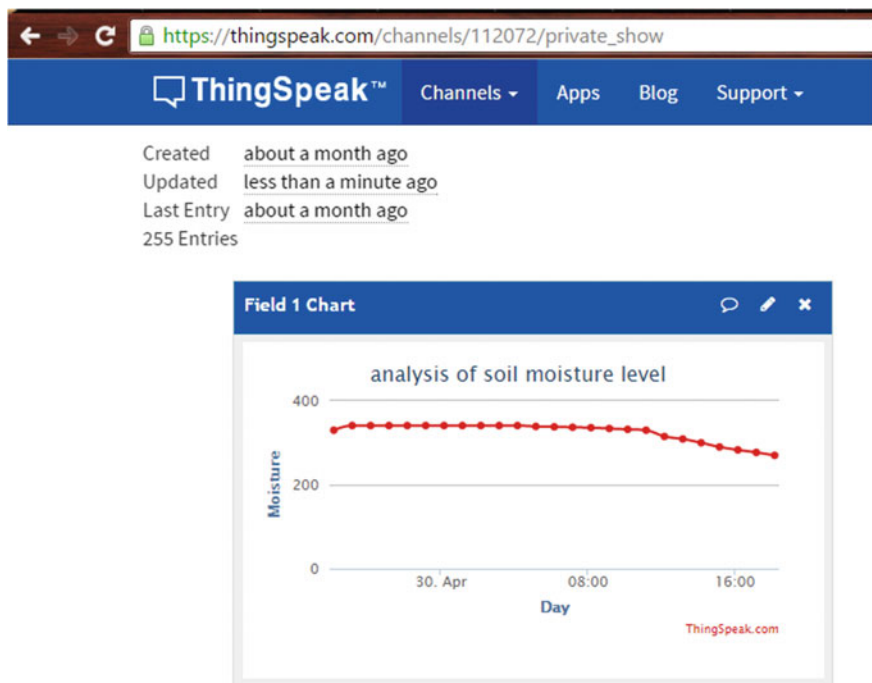 https://thingspeak.com/channels/112072/private_show
ThingSpeak™ Channels Apps Blog Support
Created about a month ago
Updated less than a minute ago
Last Entry about a month ago
255 Entries
Field 1 Chart
analysis of soil moisture level
400
200
0
Moisture
30. Apr 08:00 16:00
Day
ThingSpeak.com